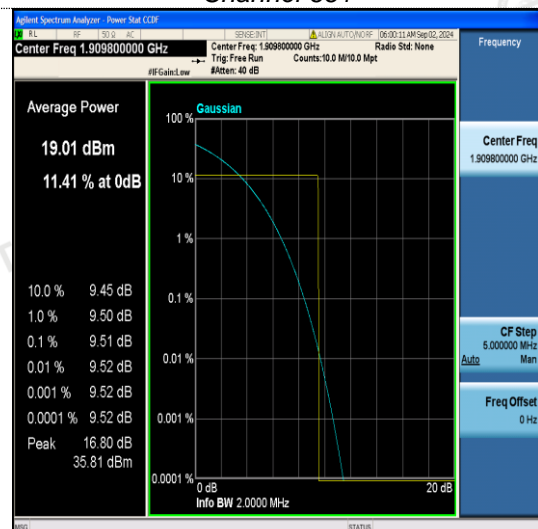 Agilent Spectrum Analyzer - Power Stat CCDF
RL RF 50 Ω AC SENSE:INT ALIGN AUTO/NO RF 06:00:11 AM Sep 02, 2024
Center Freq 1.909800000 GHz
Center Freq: 1.909800000 GHz Radio Std: None
Trig: Free Run Counts:10.0 M/10.0 Mpt
#IFGain:Low #Atten: 40 dB
Frequency
Average Power
19.01 dBm
11.41 % at 0dB
10.0 % 9.45 dB
1.0 % 9.50 dB
0.1 % 9.51 dB
0.01 % 9.52 dB
0.001 % 9.52 dB
0.0001 % 9.52 dB
Peak 16.80 dB
35.81 dBm
Gaussian
100 %
10 %
1 %
0.1 %
0.01 %
0.001 %
0.0001 %
0 dB 20 dB
Info BW 2.0000 MHz
Center Freq
1.909800000 GHz
CF Step
5.000000 MHz
Auto Man
Freq Offset
0 Hz
MSG STATUS